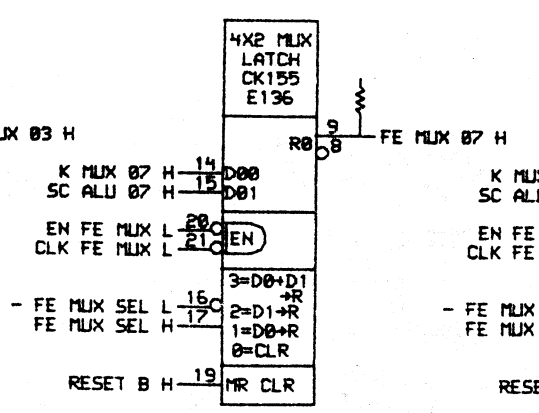 4X2 MUX
LATCH
CK155
E136
UX 03 H
R0 9 FE MUX 07 H
8
K MUX 07 H 14 D00
SC ALU 07 H 15 D01
K MUX
SC AL
EN FE MUX L 20
CLK FE MUX L 21
EN
EN FE
CLK FE
3=D0+D1
→R
- FE MUX SEL L 16 2=D1→R
FE MUX SEL H 17 1=D0→R
0=CLR
- FE MUX
FE MUX
RESET B H 19 MR CLR
RESE